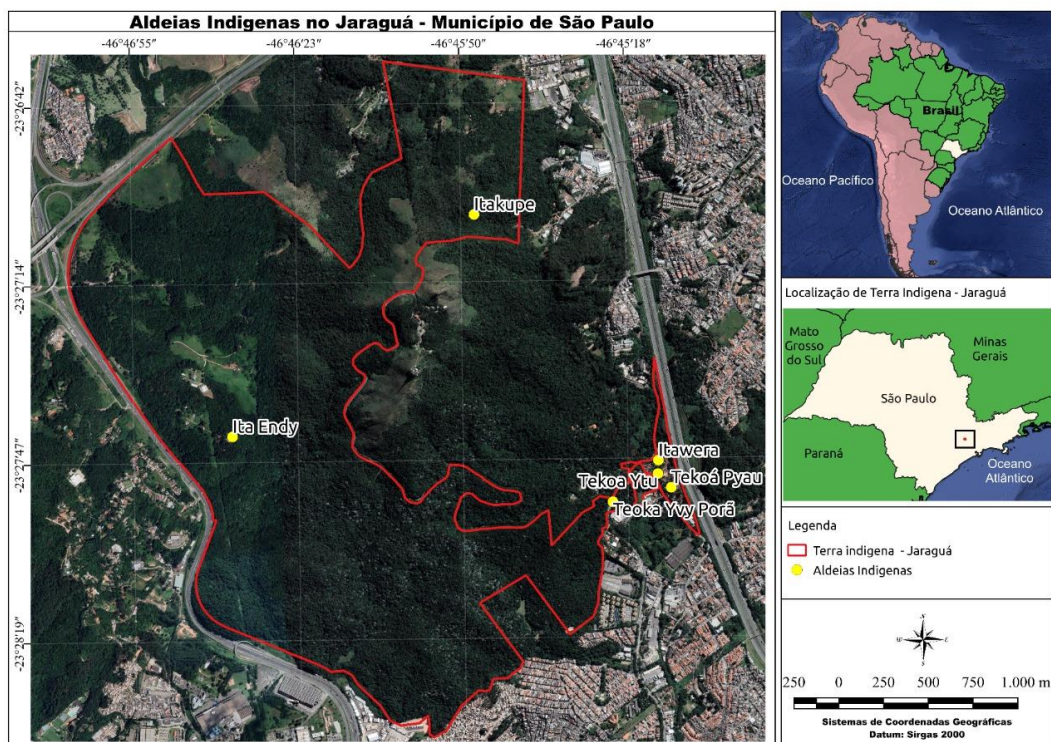 Aldeias Indigenas no Jaraguá - Município de São Paulo
-46°46'55" -46°46'23" -46°45'50" -46°45'18"
-23°26'42"
-23°27'14"
-23°27'47"
-23°28'19"
Itakupe
Ita Endy
Itawera
Tekoa Ytu
Tekoá Pyau
Teoka Yvy Porã
Brasil
Oceano Pacífico
Oceano Atlântico
Localização de Terra Indigena - Jaraguá
Mato
Grosso
do Sul
Minas
Gerais
São Paulo
Paraná
Oceano
Atlântico
Legenda
Terra indigena - Jaraguá
Aldeias Indigenas
N
W E
S
250 0 250 500 750 1.000 m
Sistemas de Coordenadas Geográficas
Datum: Sirgas 2000